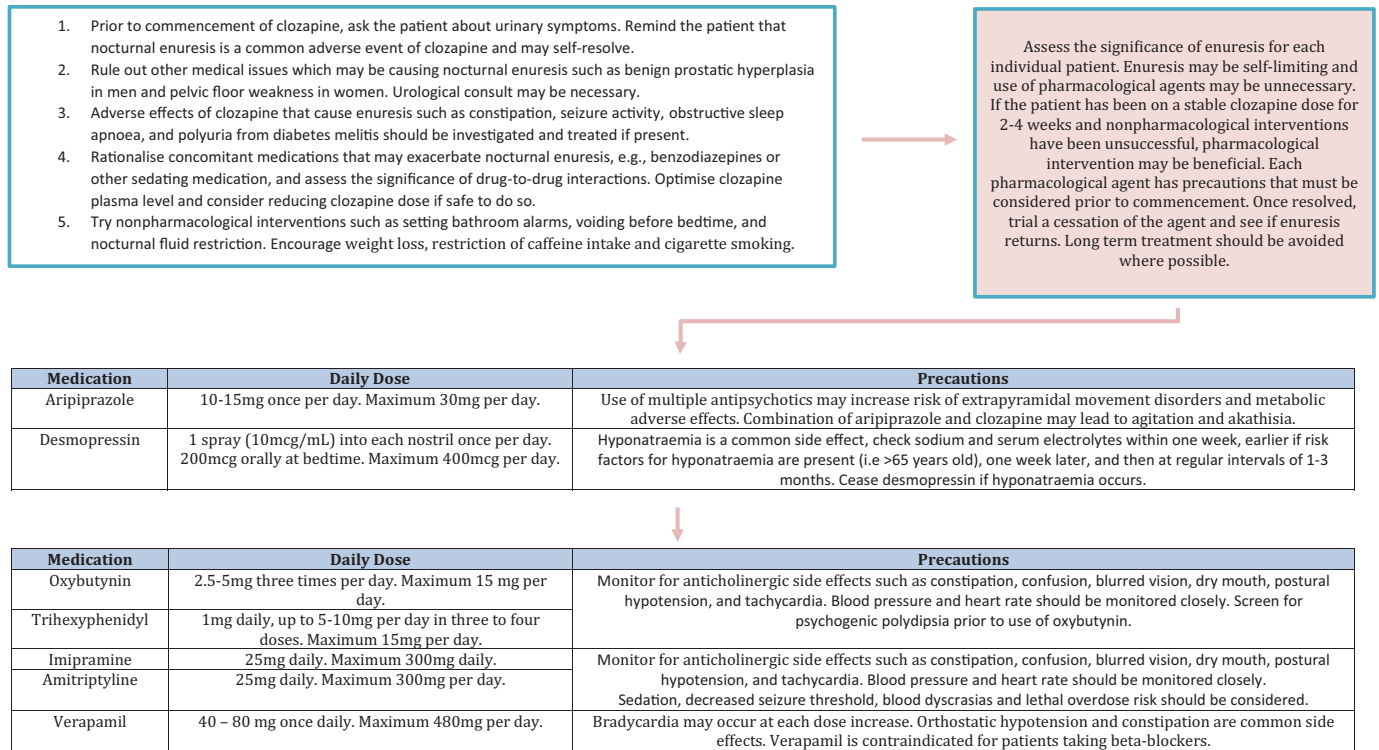 1. Prior to commencement of clozapine, ask the patient about urinary symptoms. Remind the patient that
nocturnal enuresis is a common adverse event of clozapine and may self-resolve.
2. Rule out other medical issues which may be causing nocturnal enuresis such as benign prostatic hyperplasia
in men and pelvic floor weakness in women. Urological consult may be necessary.
3. Adverse effects of clozapine that cause enuresis such as constipation, seizure activity, obstructive sleep
apnoea, and polyuria from diabetes melitis should be investigated and treated if present.
4. Rationalise concomitant medications that may exacerbate nocturnal enuresis, e.g., benzodiazepines or
other sedating medication, and assess the significance of drug-to-drug interactions. Optimise clozapine
plasma level and consider reducing clozapine dose if safe to do so.
5. Try nonpharmacological interventions such as setting bathroom alarms, voiding before bedtime, and
nocturnal fluid restriction. Encourage weight loss, restriction of caffeine intake and cigarette smoking.
Assess the significance of enuresis for each
individual patient. Enuresis may be self-limiting and
use of pharmacological agents may be unnecessary.
If the patient has been on a stable clozapine dose for
2-4 weeks and nonpharmacological interventions
have been unsuccessful, pharmacological
intervention may be beneficial. Each
pharmacological agent has precautions that must be
considered prior to commencement. Once resolved,
trial a cessation of the agent and see if enuresis
returns. Long term treatment should be avoided
where possible.
Medication Daily Dose Precautions
Aripiprazole 10-15mg once per day. Maximum 30mg per day. Use of multiple antipsychotics may increase risk of extrapyramidal movement disorders and metabolic
adverse effects. Combination of aripiprazole and clozapine may lead to agitation and akathisia.
Desmopressin 1 spray (10mcg/mL) into each nostril once per day. Hyponatraemia is a common side effect, check sodium and serum electrolytes within one week, earlier if risk
200mcg orally at bedtime. Maximum 400mcg per day. factors for hyponatraemia are present (i.e >65 years old), one week later, and then at regular intervals of 1-3
months. Cease desmopressin if hyponatraemia occurs.
Medication Daily Dose Precautions
Oxybutynin 2.5-5mg three times per day. Maximum 15 mg per Monitor for anticholinergic side effects such as constipation, confusion, blurred vision, dry mouth, postural
day. hypotension, and tachycardia. Blood pressure and heart rate should be monitored closely. Screen for
Trihexyphenidyl 1mg daily, up to 5-10mg per day in three to four psychogenic polydipsia prior to use of oxybutynin.
doses. Maximum 15mg per day.
Imipramine 25mg daily. Maximum 300mg daily. Monitor for anticholinergic side effects such as constipation, confusion, blurred vision, dry mouth, postural
Amitriptyline 25mg daily. Maximum 300mg per day. hypotension, and tachycardia. Blood pressure and heart rate should be monitored closely.
Sedation, decreased seizure threshold, blood dyscrasias and lethal overdose risk should be considered.
Verapamil 40 – 80 mg once daily. Maximum 480mg per day. Bradycardia may occur at each dose increase. Orthostatic hypotension and constipation are common side
effects. Verapamil is contraindicated for patients taking beta-blockers.